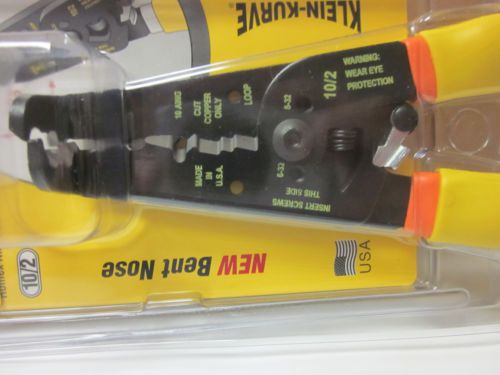 KLEIN-KURVE®
WARNING:
WEAR EYE
PROTECTION
10/2
6-32
LOOP
10 AWG
CUT
COPPER
ONLY
MADE
IN
U.S.A.
6-32
INSERT SCREWS
THIS SIDE
USA
NEW Bent Nose
10/2